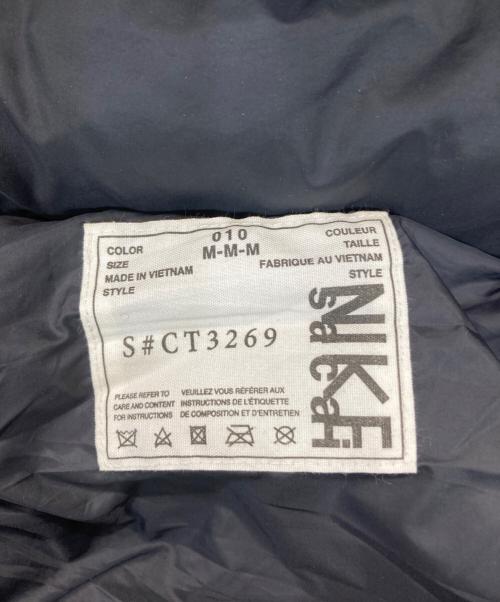 COLOR 010 COULEUR
SIZE M-M-M TAILLE
MADE IN VIETNAM FABRIQUE AU VIETNAM
STYLE STYLE
S#CT3269
NIKE
sacai
PLEASE REFER TO VEUILLEZ VOUS RÉFÉRER AUX
CARE AND CONTENT INSTRUCTIONS DE L'ÉTIQUETTE
FOR INSTRUCTIONS DE COMPOSITION ET D'ENTRETIEN